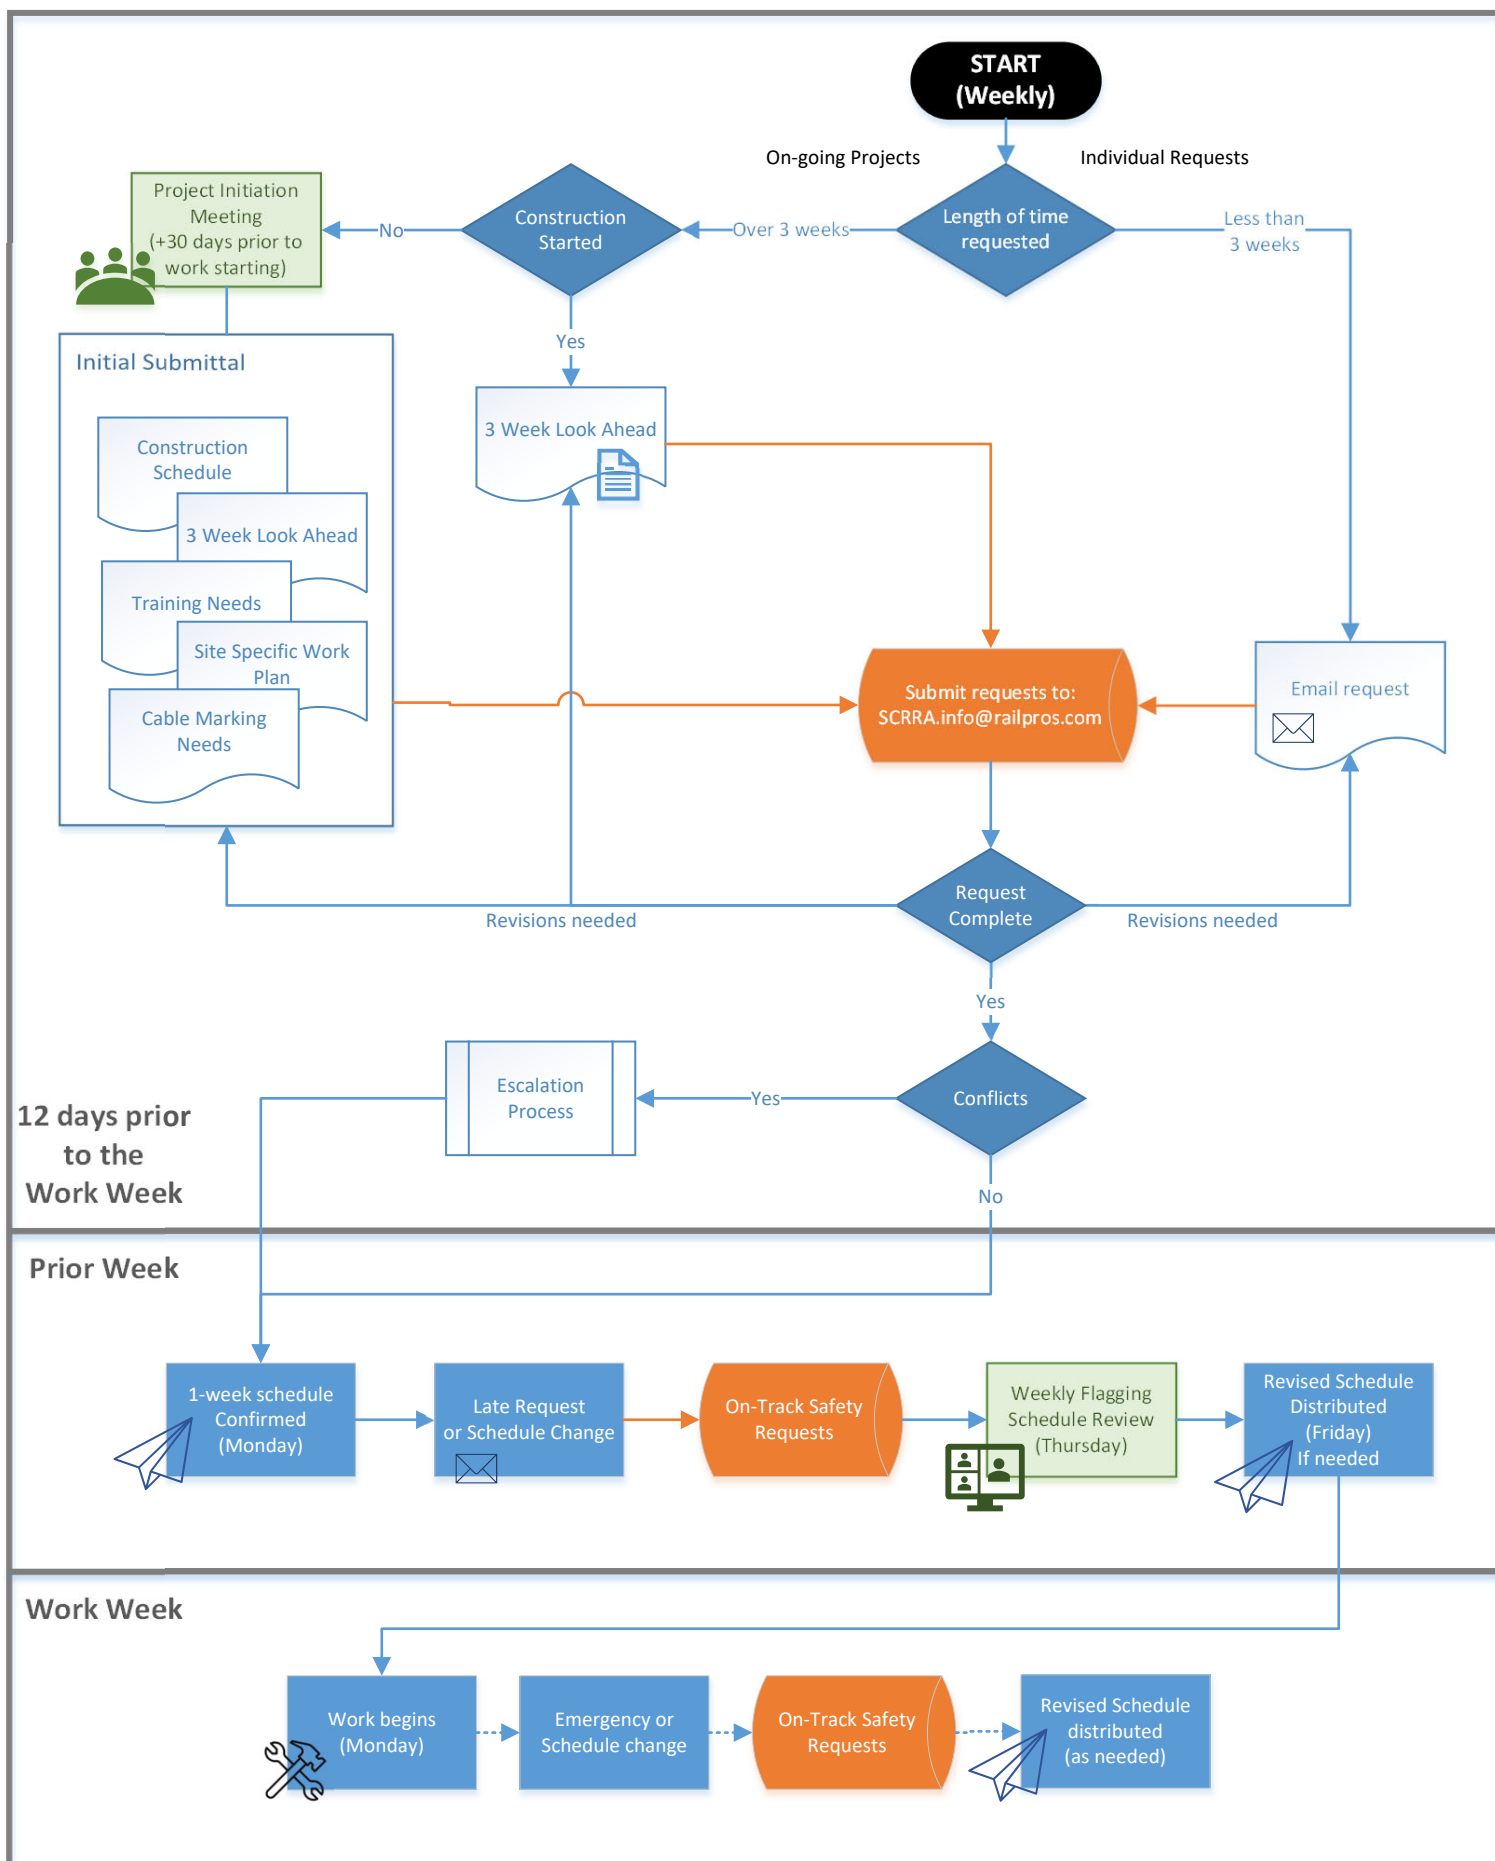 START
(Weekly)
On-going Projects
Individual Requests
Project Initiation
Meeting
(+30 days prior to
work starting)
No
Construction
Started
Over 3 weeks
Length of time
requested
Less than
3 weeks
Yes
Initial Submittal
Construction
Schedule
3 Week Look Ahead
Training Needs
Site Specific Work
Plan
Cable Marking
Needs
3 Week Look Ahead
Submit requests to:
SCRRA.info@railpros.com
Email request
Request
Complete
Revisions needed
Revisions needed
Yes
Escalation
Process
Yes
Conflicts
No
12 days prior
to the
Work Week
Prior Week
1-week schedule
Confirmed
(Monday)
Late Request
or Schedule Change
On-Track Safety
Requests
Weekly Flagging
Schedule Review
(Thursday)
Revised Schedule
Distributed
(Friday)
If needed
Work Week
Work begins
(Monday)
Emergency or
Schedule change
On-Track Safety
Requests
Revised Schedule
distributed
(as needed)